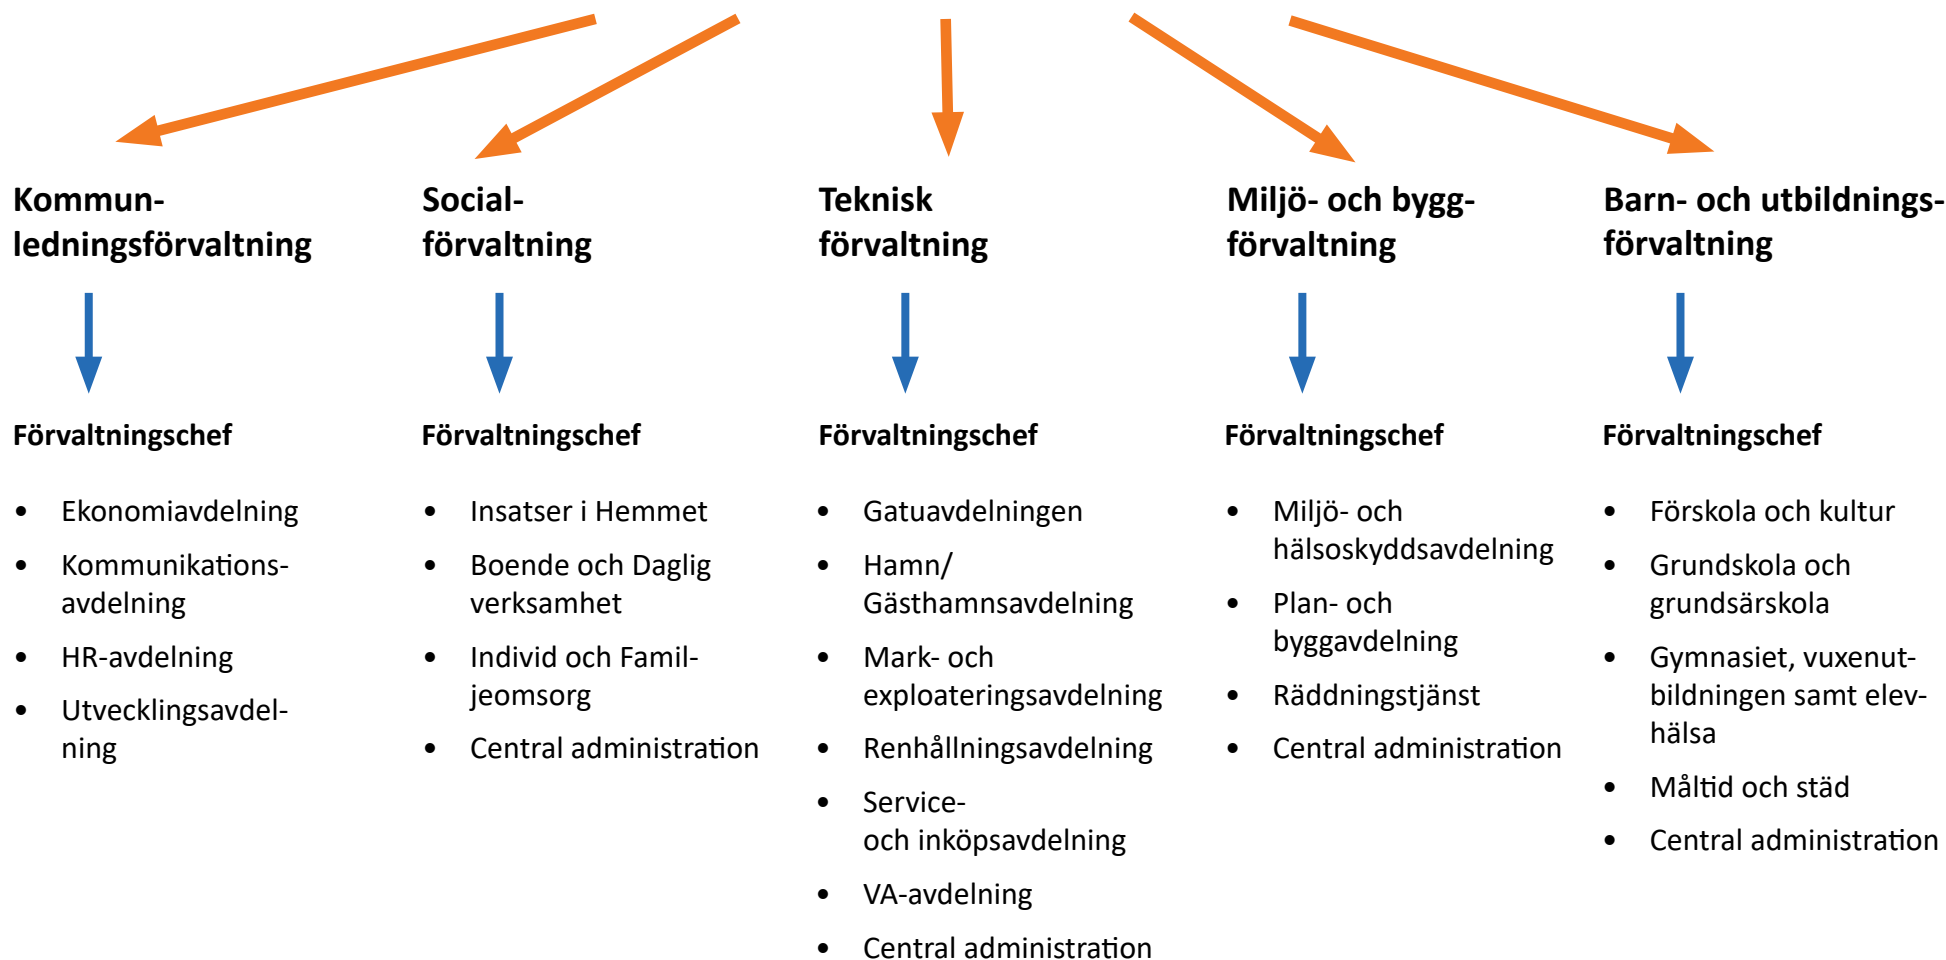 Kommun-
ledningsförvaltning
Förvaltningschef
• Ekonomiavdelning
• Kommunikations-
avdelning
• HR-avdelning
• Utvecklingsavdel-
ning
Social-
förvaltning
Förvaltningschef
• Insatser i Hemmet
• Boende och Daglig
verksamhet
• Individ och Famil-
jeomsorg
• Central administration
Teknisk
förvaltning
Förvaltningschef
• Gatuavdelningen
• Hamn/
Gästhamnsavdelning
• Mark- och
exploateringsavdelning
• Renhållningsavdelning
• Service-
och inköpsavdelning
• VA-avdelning
• Central administration
Miljö- och bygg-
förvaltning
Förvaltningschef
• Miljö- och
hälsoskyddsavdelning
• Plan- och
byggavdelning
• Räddningstjänst
• Central administration
Barn- och utbildnings-
förvaltning
Förvaltningschef
• Förskola och kultur
• Grundskola och
grundsärskola
• Gymnasiet, vuxenut-
bildningen samt elev-
hälsa
• Måltid och städ
• Central administration